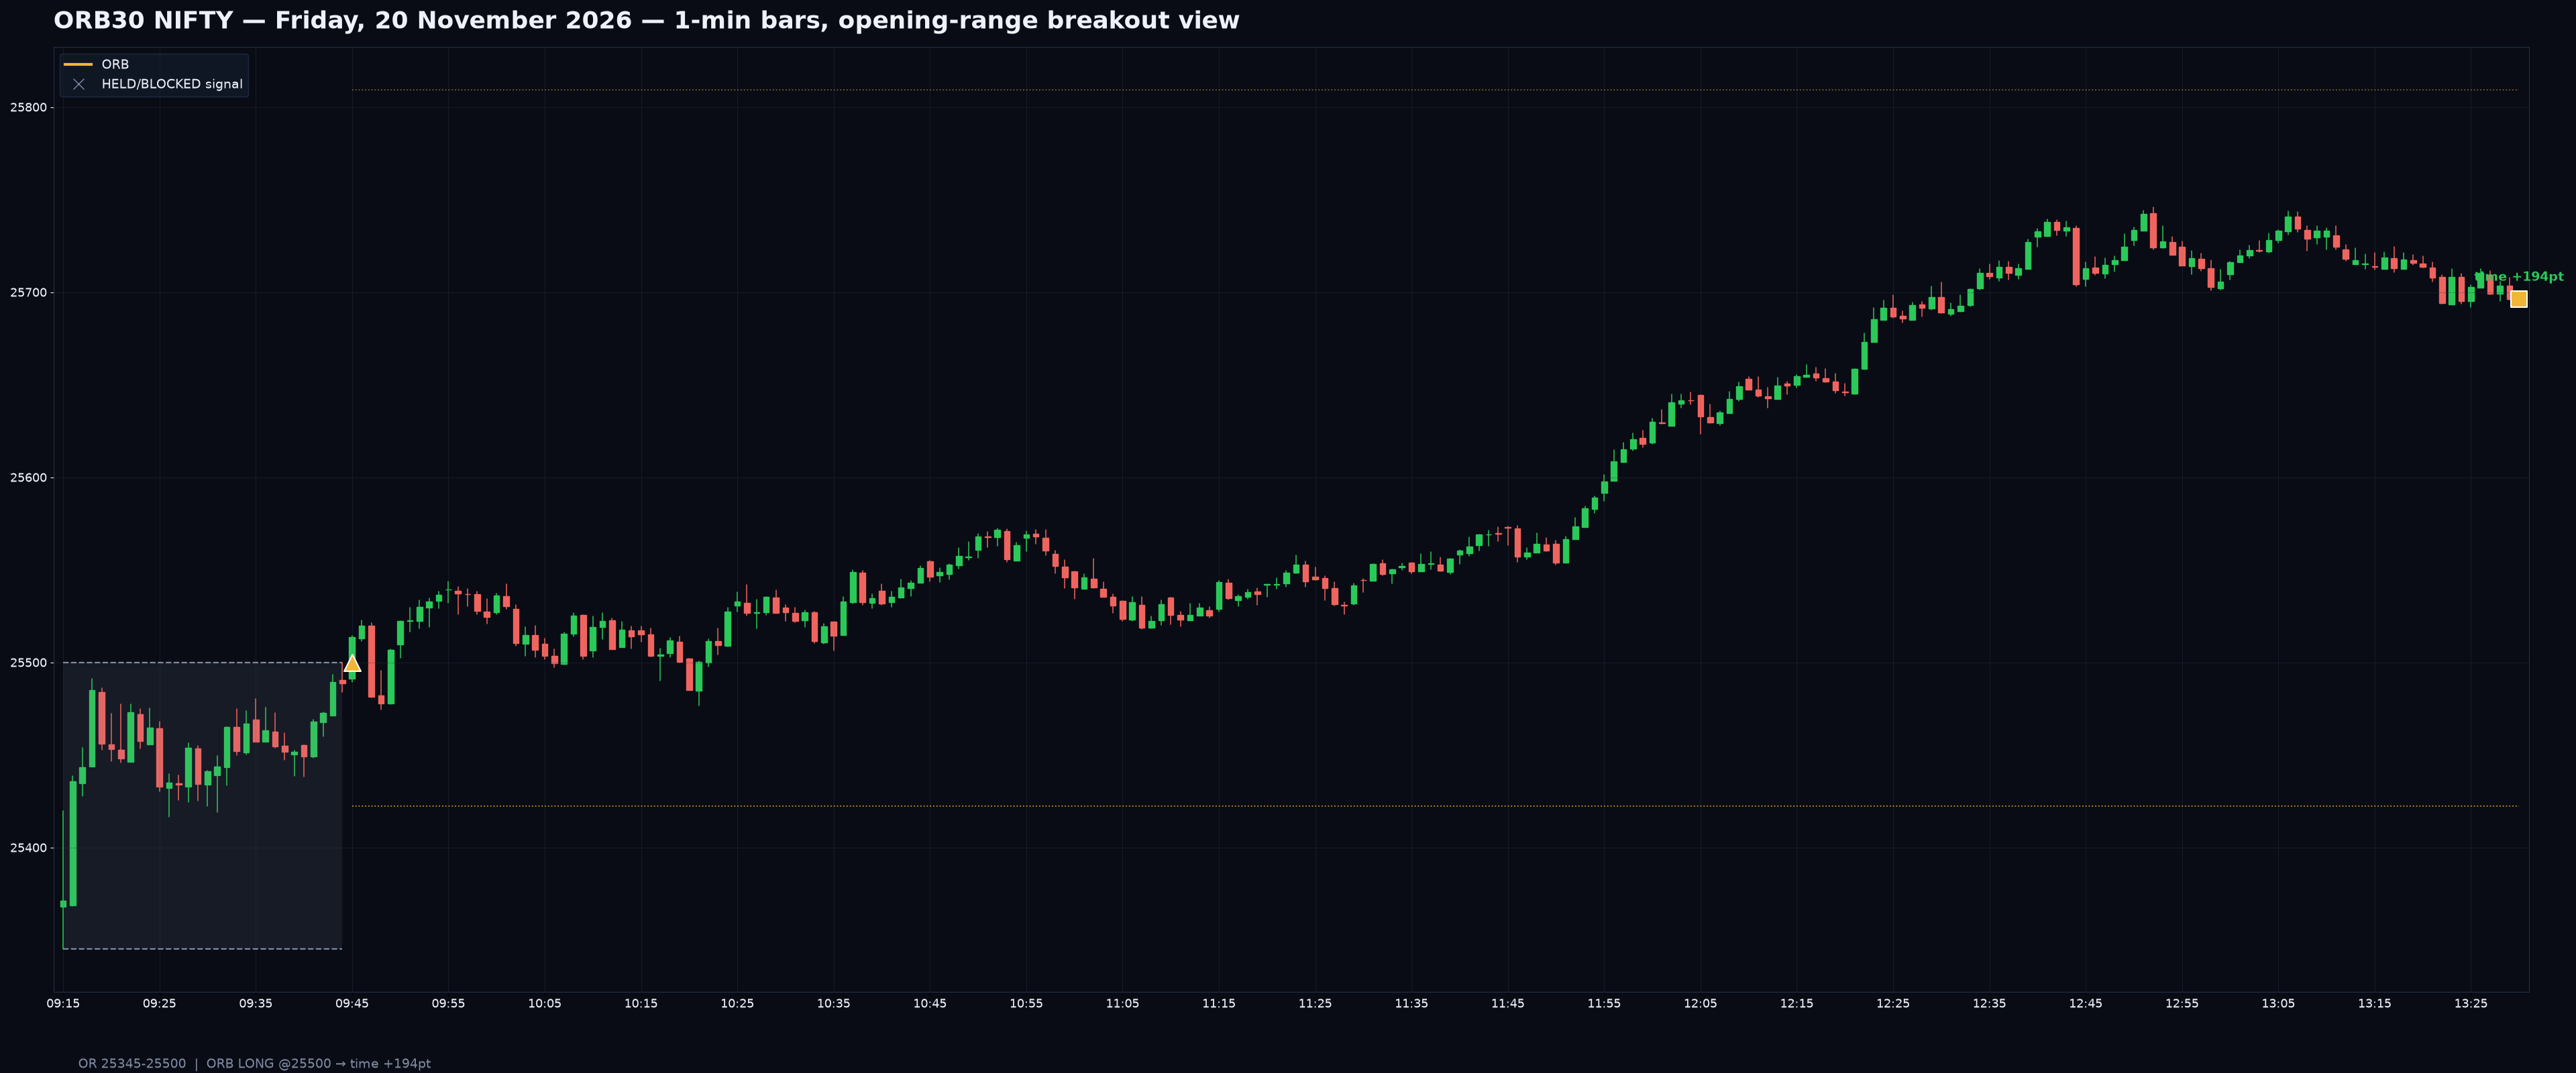 ORB30 NIFTY — Friday, 20 November 2026 — 1-min bars, opening-range breakout view
ORB
HELD/BLOCKED signal
25800
25700
25600
25500
25400
time +194pt
09:15 09:25 09:35 09:45 09:55 10:05 10:15 10:25 10:35 10:45 10:55 11:05 11:15 11:25 11:35 11:45 11:55 12:05 12:15 12:25 12:35 12:45 12:55 13:05 13:15 13:25
OR 25345-25500 | ORB LONG @25500 → time +194pt